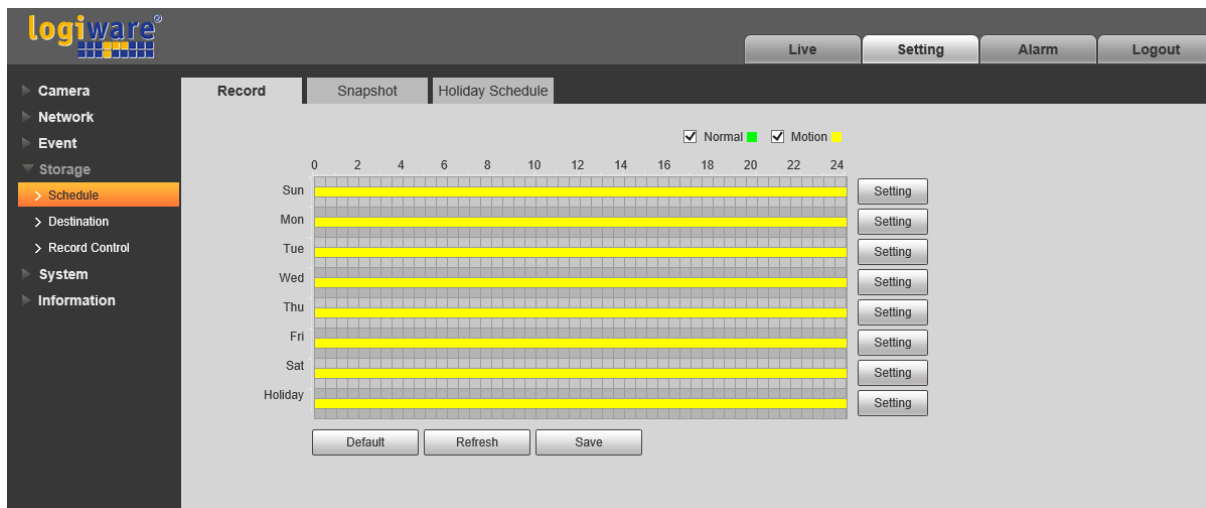 logiware®
Live Setting Alarm Logout
Camera
Network
Event
Storage
> Schedule
> Destination
> Record Control
System
Information
Record Snapshot Holiday Schedule
Normal Motion
0 2 4 6 8 10 12 14 16 18 20 22 24
Sun Setting
Mon Setting
Tue Setting
Wed Setting
Thu Setting
Fri Setting
Sat Setting
Holiday Setting
Default Refresh Save